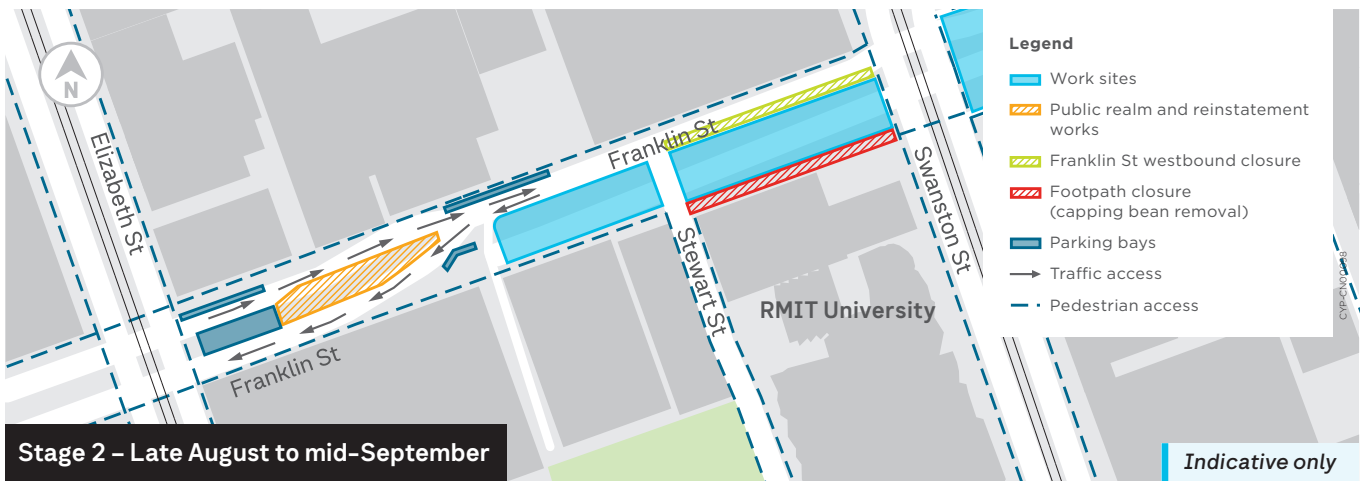 N
Elizabeth St
Franklin St
Franklin St
Stewart St
Swanston St
RMIT University
Legend
Work sites
Public realm and reinstatement
works
Franklin St westbound closure
Footpath closure
(capping bean removal)
Parking bays
Traffic access
Pedestrian access
Stage 2 – Late August to mid-September
Indicative only